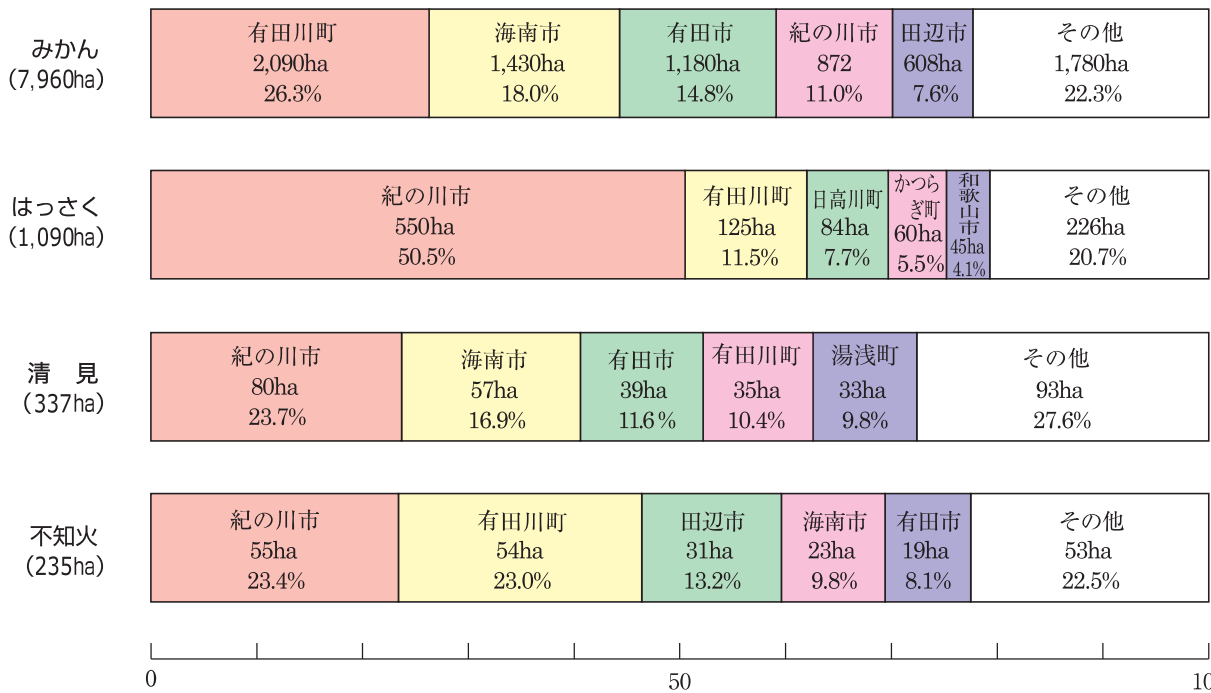 みかん
(7,960ha)
有田川町
2,090ha
26.3%
海南市
1,430ha
18.0%
有田市
1,180ha
14.8%
紀の川市
872
11.0%
田辺市
608ha
7.6%
その他
1,780ha
22.3%
はっさく
(1,090ha)
紀の川市
550ha
50.5%
有田川町
125ha
11.5%
日高川町
84ha
7.7%
かつら
ぎ町
60ha
5.5%
和歌山市
45ha
4.1%
その他
226ha
20.7%
清 見
(337ha)
紀の川市
80ha
23.7%
海南市
57ha
16.9%
有田市
39ha
11.6%
有田川町
35ha
10.4%
湯浅町
33ha
9.8%
その他
93ha
27.6%
不知火
(235ha)
紀の川市
55ha
23.4%
有田川町
54ha
23.0%
田辺市
31ha
13.2%
海南市
23ha
9.8%
有田市
19ha
8.1%
その他
53ha
22.5%
0 50 10